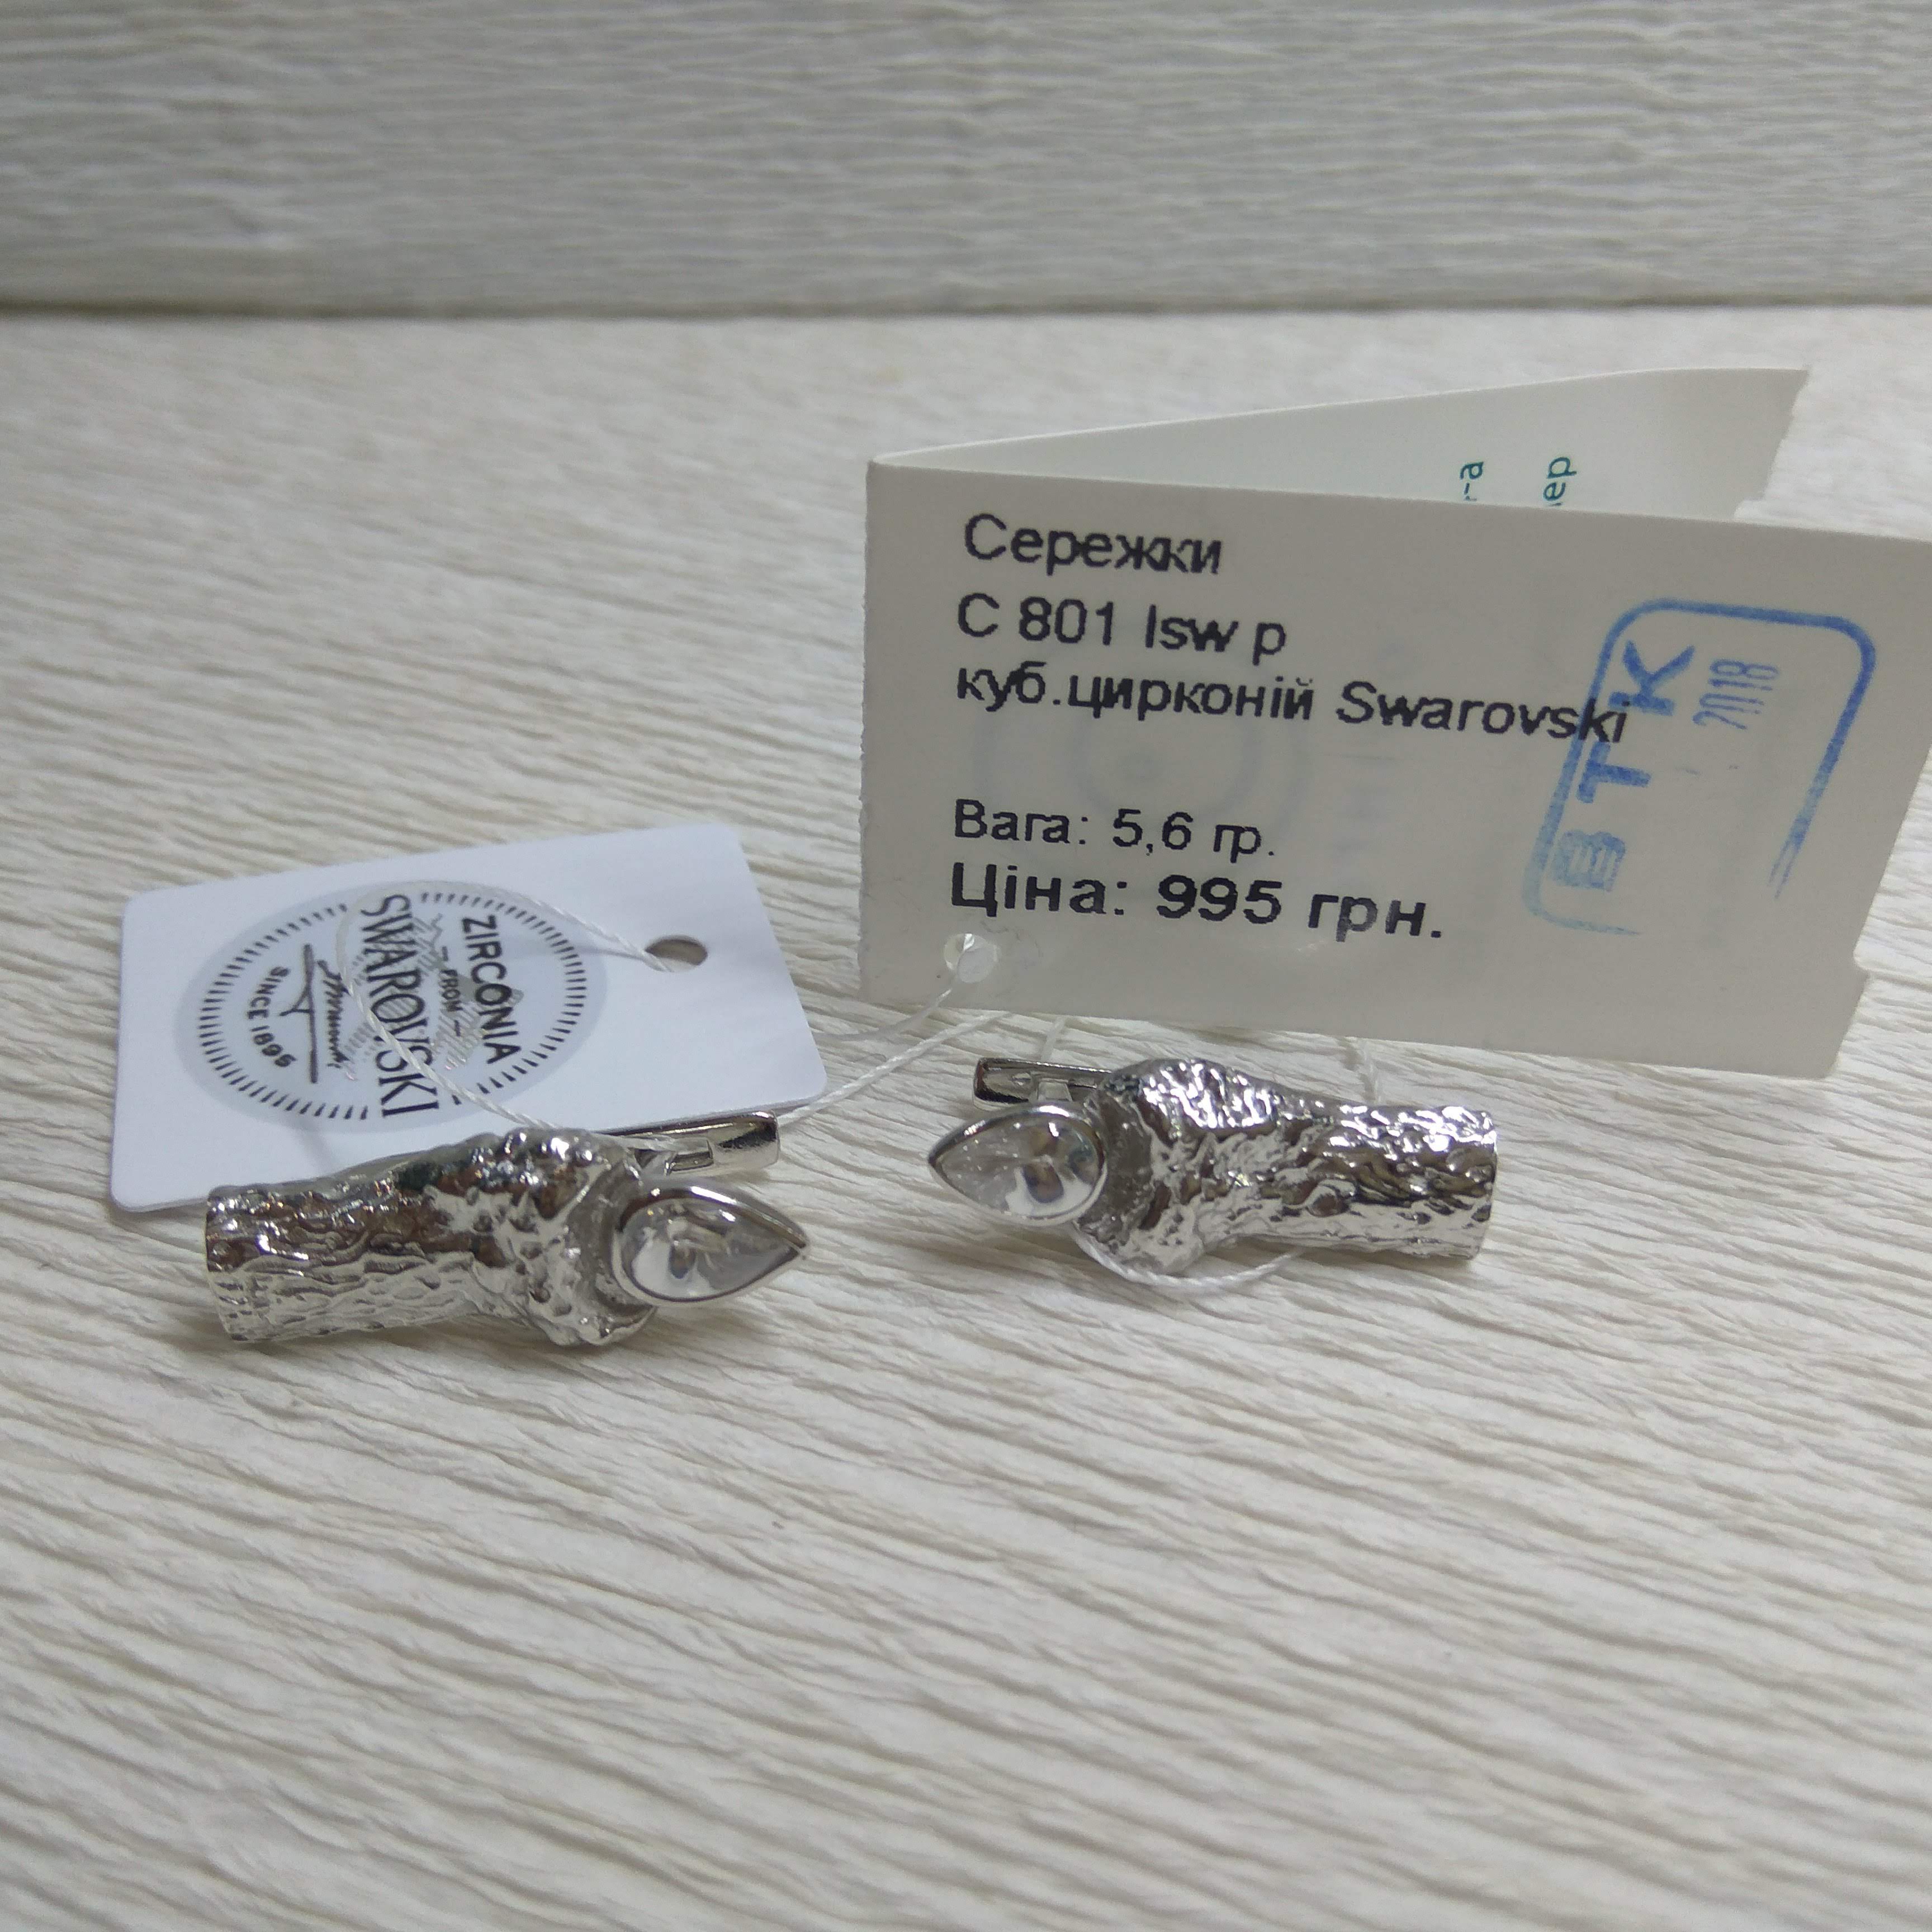 Сережки
С 801 lsw р
куб.цирконій Swarovski
Вага: 5,6 гр.
Ціна: 995 грн.
ВТК
2018
ZIRCONIA
— FROM —
SWAROVSKI
SINCE 1895